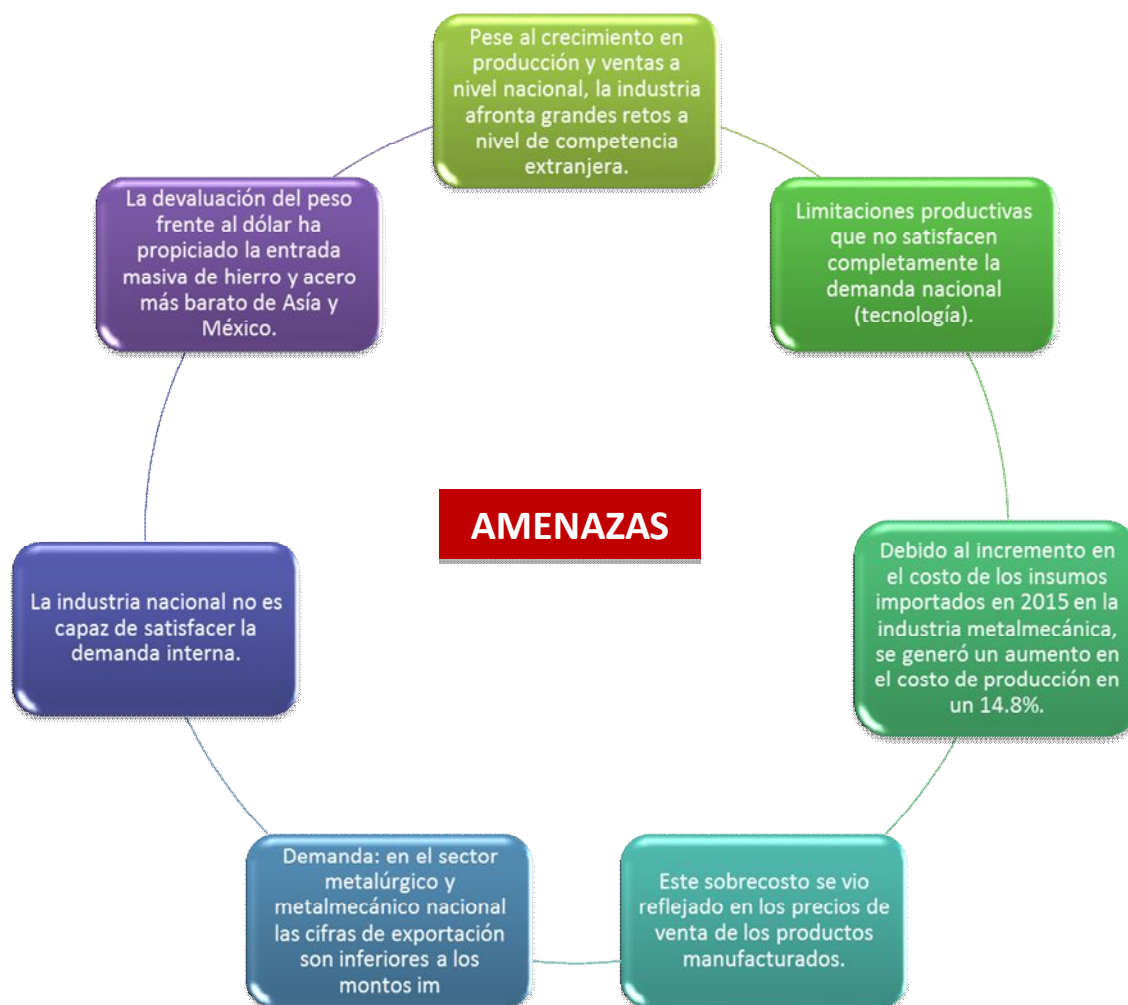 Pese al crecimiento en
producción y ventas a
nivel nacional, la industria
afronta grandes retos a
nivel de competencia
extranjera.
Limitaciones productivas
que no satisfacen
completamente la
demanda nacional
(tecnología).
Debido al incremento en
el costo de los insumos
importados en 2015 en la
industria metalmecánica,
se generó un aumento en
el costo de producción en
un 14.8%.
Este sobrecosto se vio
reflejado en los precios de
venta de los productos
manufacturados.
Demanda: en el sector
metalúrgico y
metalmecánico nacional
las cifras de exportación
son inferiores a los
montos im
La industria nacional no es
capaz de satisfacer la
demanda interna.
La devaluación del peso
frente al dólar ha
propiciado la entrada
masiva de hierro y acero
más barato de Asía y
México.
AMENAZAS